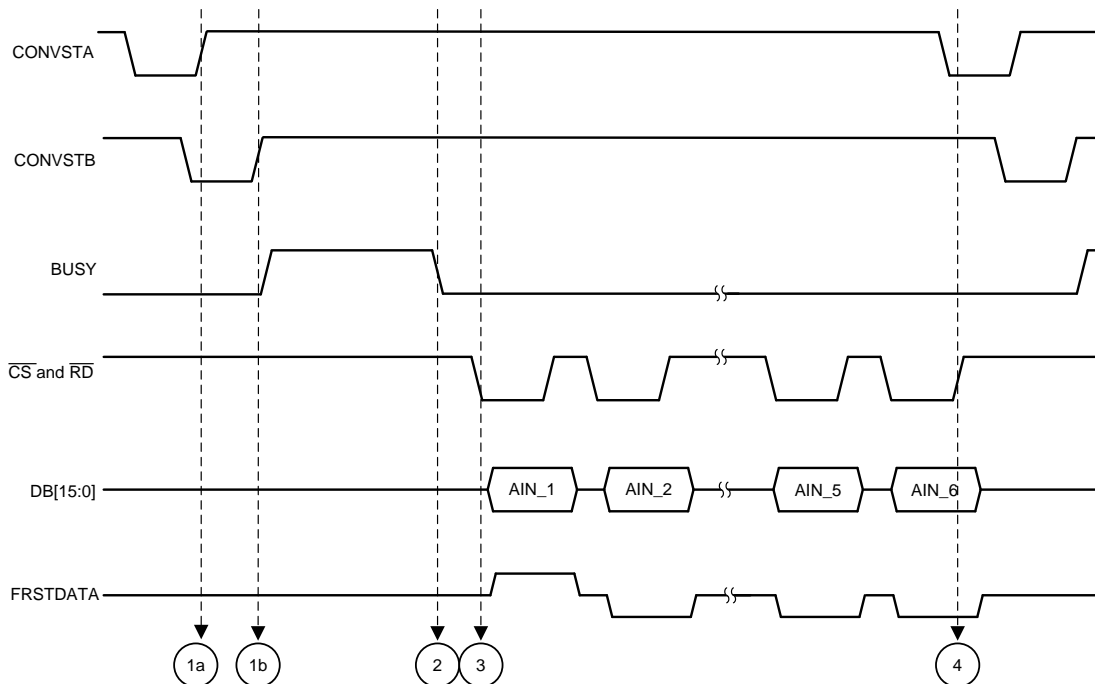 CONVSTA
CONVSTB
BUSY
CS and RD
DB[15:0]
AIN_1
AIN_2
AIN_5
AIN_6
FRSTDATA
1a
1b
2
3
4